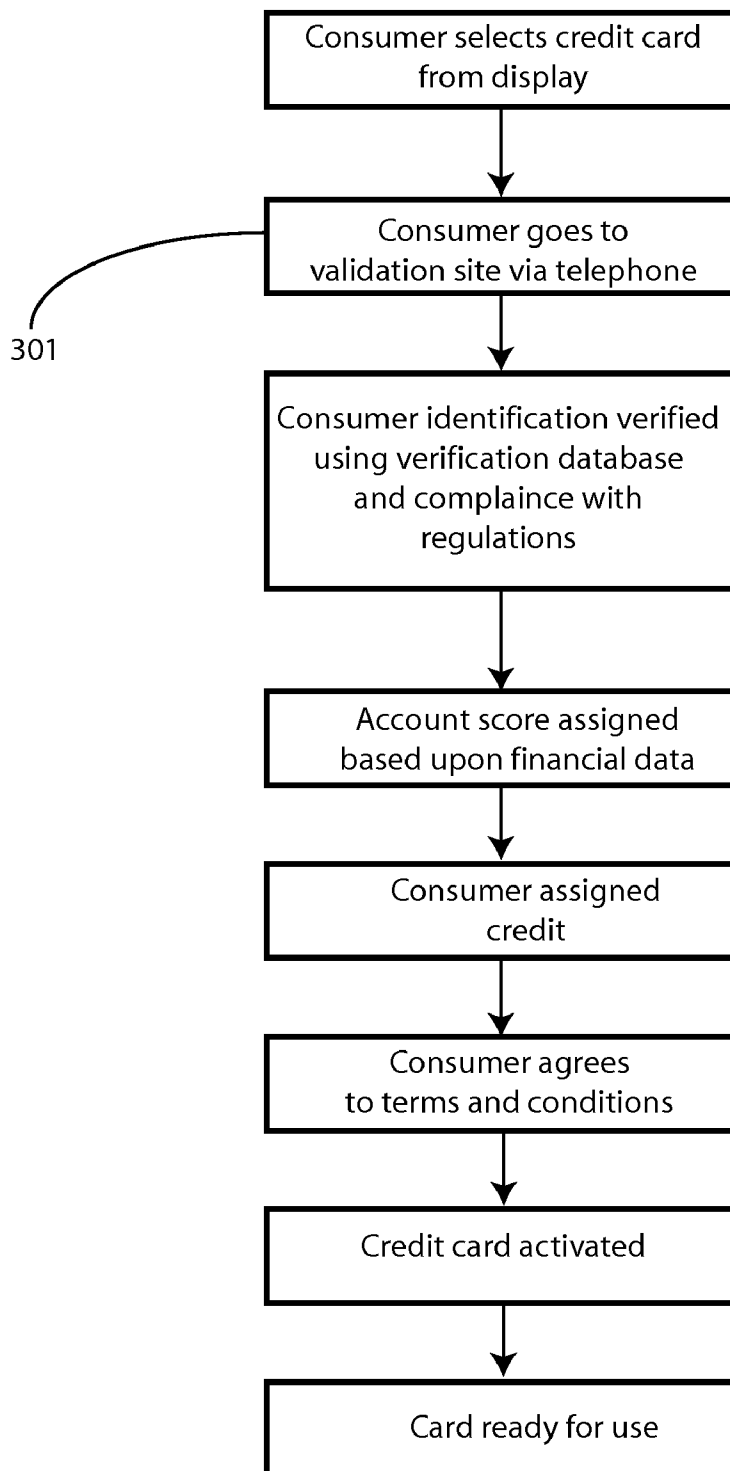 Consumer selects credit card
from display
Consumer goes to
validation site via telephone
301
Consumer identification verified
using verification database
and complaince with
regulations
Account score assigned
based upon financial data
Consumer assigned
credit
Consumer agrees
to terms and conditions
Credit card activated
Card ready for use